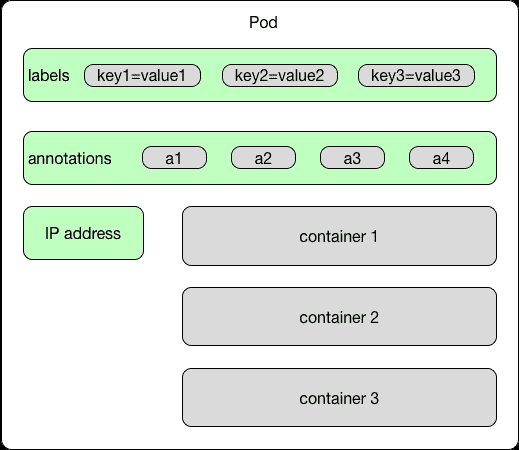 Pod
labels key1=value1 key2=value2 key3=value3
annotations a1 a2 a3 a4
IP address
container 1
container 2
container 3